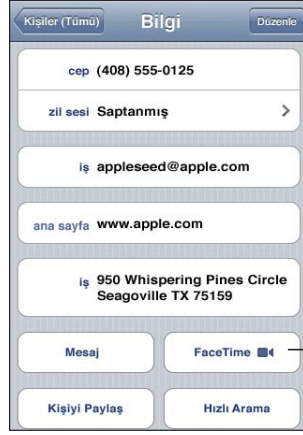 Kişiler (Tümü) Bilgi Düzenle
cep (408) 555-0125
zil sesi Saptanmış
iş appleseed@apple.com
ana sayfa www.apple.com
iş 950 Whispering Pines Circle
Seagoville TX 75159
Mesaj FaceTime
Kişiyi Paylaş Hızlı Arama